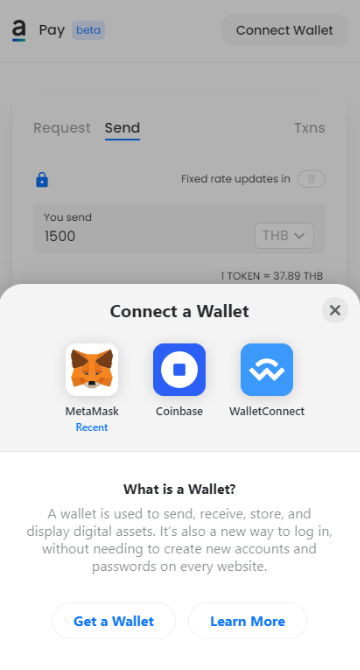 a Pay beta
Connect Wallet
Request Send Txns
Fixed rate updates in 8
You send
1500 THB
1 TOKEN = 37.89 THB
Connect a Wallet
MetaMask Coinbase WalletConnect
Recent
What is a Wallet?
A wallet is used to send, receive, store, and
display digital assets. It's also a new way to log in,
without needing to create new accounts and
passwords on every website.
Get a Wallet Learn More